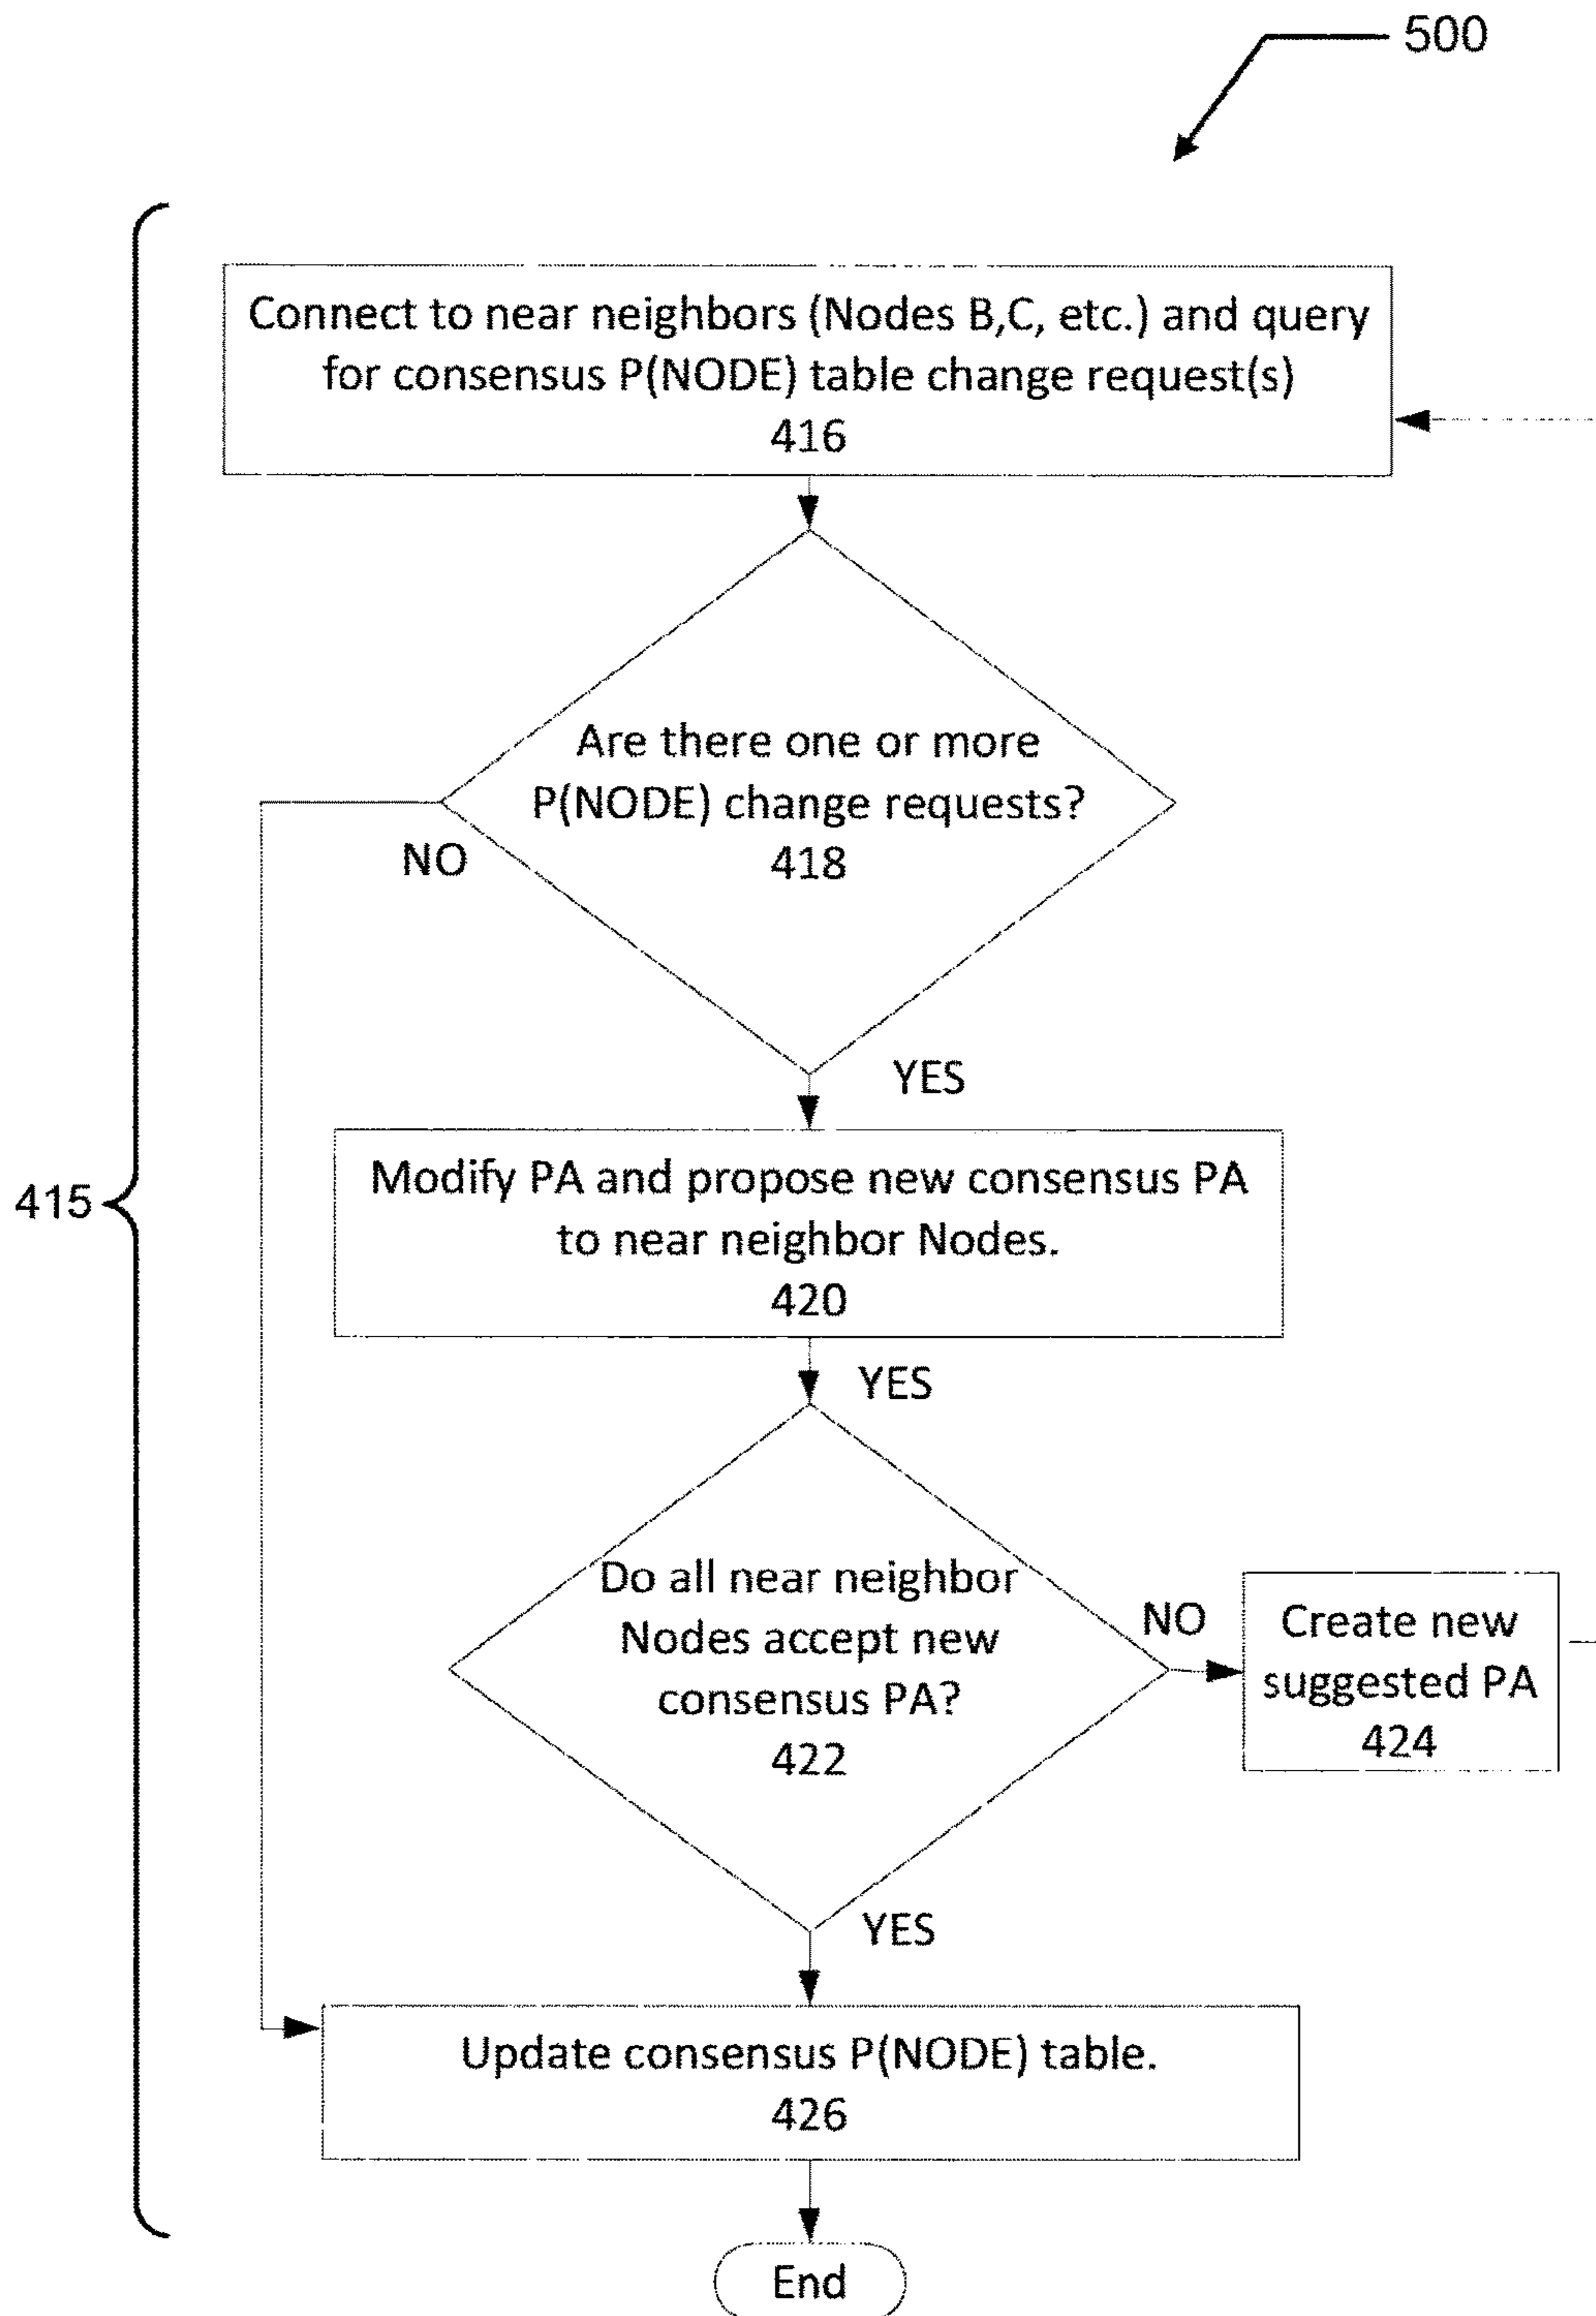 500
Connect to near neighbors (Nodes B,C, etc.) and query
for consensus P(NODE) table change request(s)
416
Are there one or more
P(NODE) change requests?
418
NO
YES
415
Modify PA and propose new consensus PA
to near neighbor Nodes.
420
YES
Do all near neighbor
Nodes accept new
consensus PA?
422
NO
Create new
suggested PA
424
YES
Update consensus P(NODE) table.
426
End